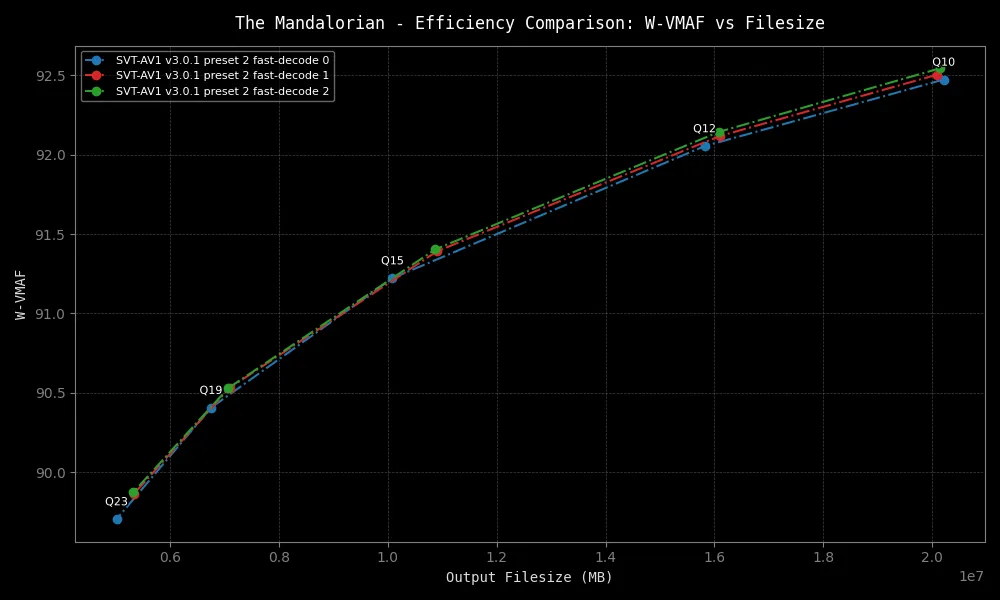 The Mandalorian - Efficiency Comparison: W-VMAF vs Filesize
SVT-AV1 v3.0.1 preset 2 fast-decode 0
SVT-AV1 v3.0.1 preset 2 fast-decode 1
SVT-AV1 v3.0.1 preset 2 fast-decode 2
Q10
92.5
Q12
92.0
91.5
Q15
W-VMAF
91.0
90.5
Q19
90.0
Q23
0.6 0.8 1.0 1.2 1.4 1.6 1.8 2.0
Output Filesize (MB)
1e7